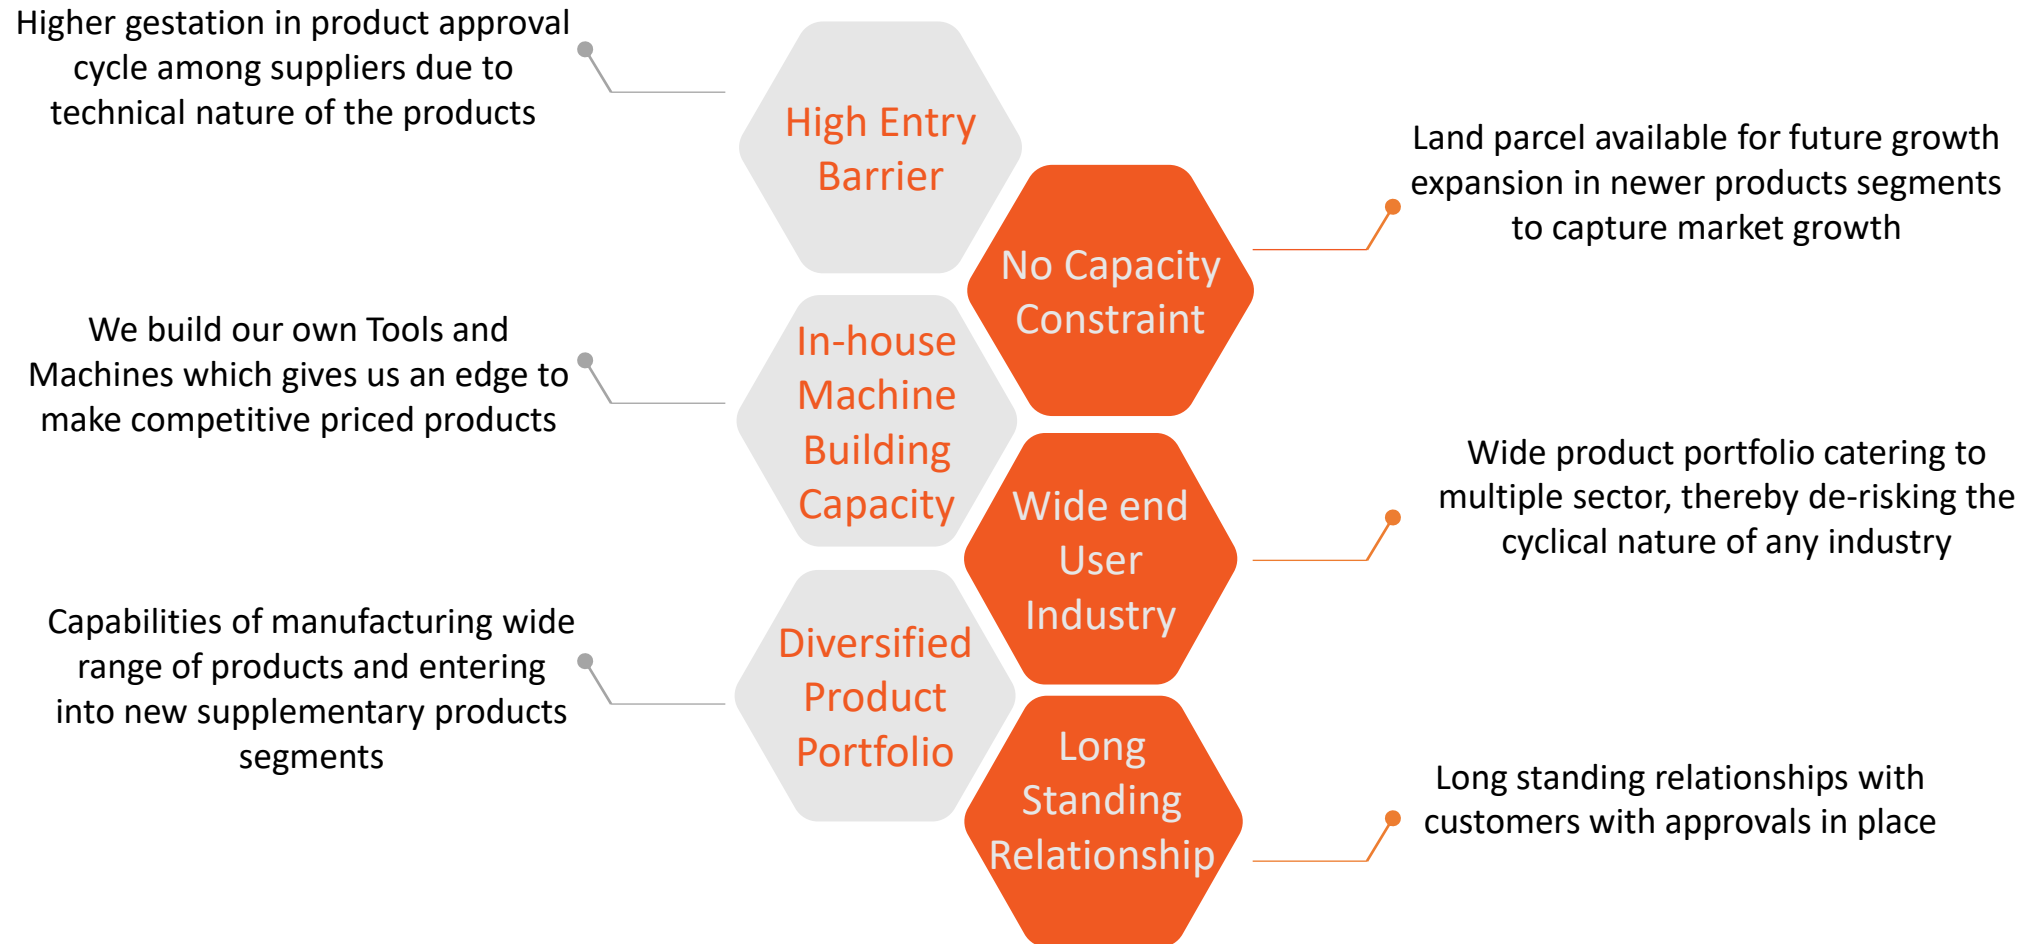 Higher gestation in product approval
cycle among suppliers due to
technical nature of the products
High Entry
Barrier
Land parcel available for future growth
expansion in newer products segments
to capture market growth
No Capacity
Constraint
We build our own Tools and
Machines which gives us an edge to
make competitive priced products
In-house
Machine
Building
Capacity
Wide product portfolio catering to
multiple sector, thereby de-risking the
cyclical nature of any industry
Wide end
User
Industry
Capabilities of manufacturing wide
range of products and entering
into new supplementary products
segments
Diversified
Product
Portfolio
Long
Standing
Relationship
Long standing relationships with
customers with approvals in place